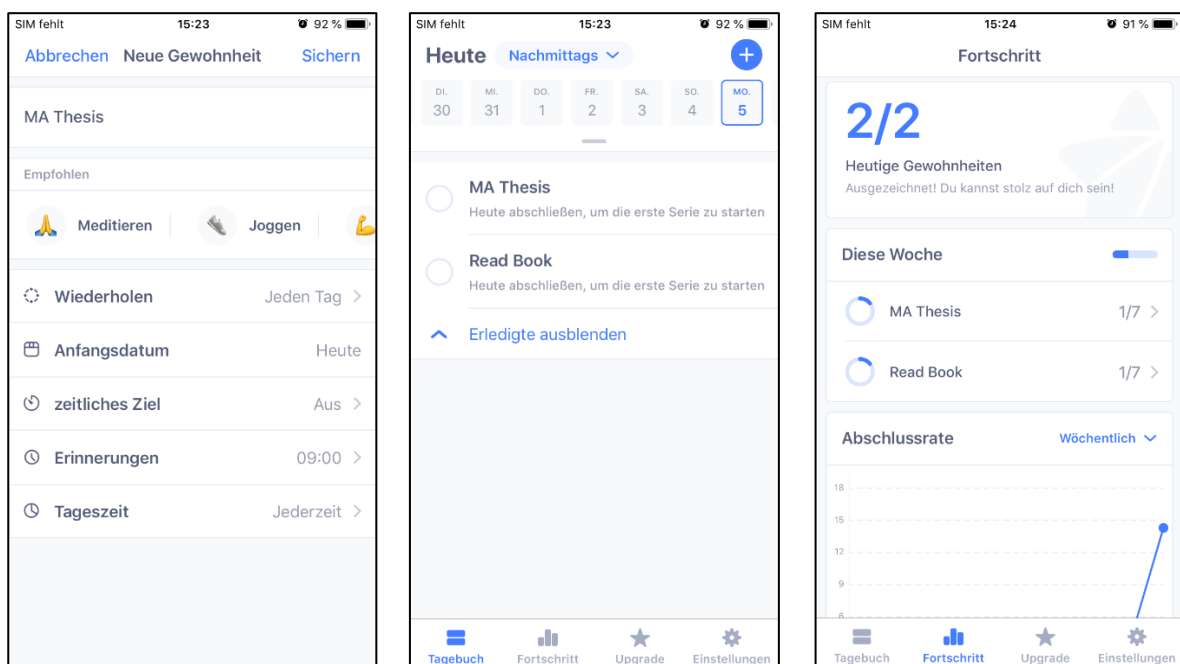 SIM fehlt 15:23 92 %
Abbrechen Neue Gewohnheit Sichern
MA Thesis
Empfohlen
Meditieren Joggen
Wiederholen Jeden Tag
Anfangsdatum Heute
zeitliches Ziel Aus
Erinnerungen 09:00
Tageszeit Jederzeit
SIM fehlt 15:23 92 %
Heute Nachmittags
DI. MI. DO. FR. SA. SO. MO.
30 31 1 2 3 4 5
MA Thesis
Heute abschließen, um die erste Serie zu starten
Read Book
Heute abschließen, um die erste Serie zu starten
Erledigte ausblenden
Tagebuch Fortschritt Upgrade Einstellungen
SIM fehlt 15:24 91 %
Fortschritt
2/2
Heutige Gewohnheiten
Ausgezeichnet! Du kannst stolz auf dich sein!
Diese Woche
MA Thesis 1/7
Read Book 1/7
Abschlussrate Wöchentlich
18
15
12
9
6
Tagebuch Fortschritt Upgrade Einstellungen